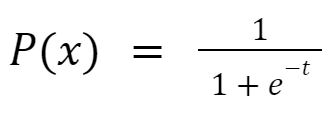 P(x) = 1 / (1 + e^{-t})